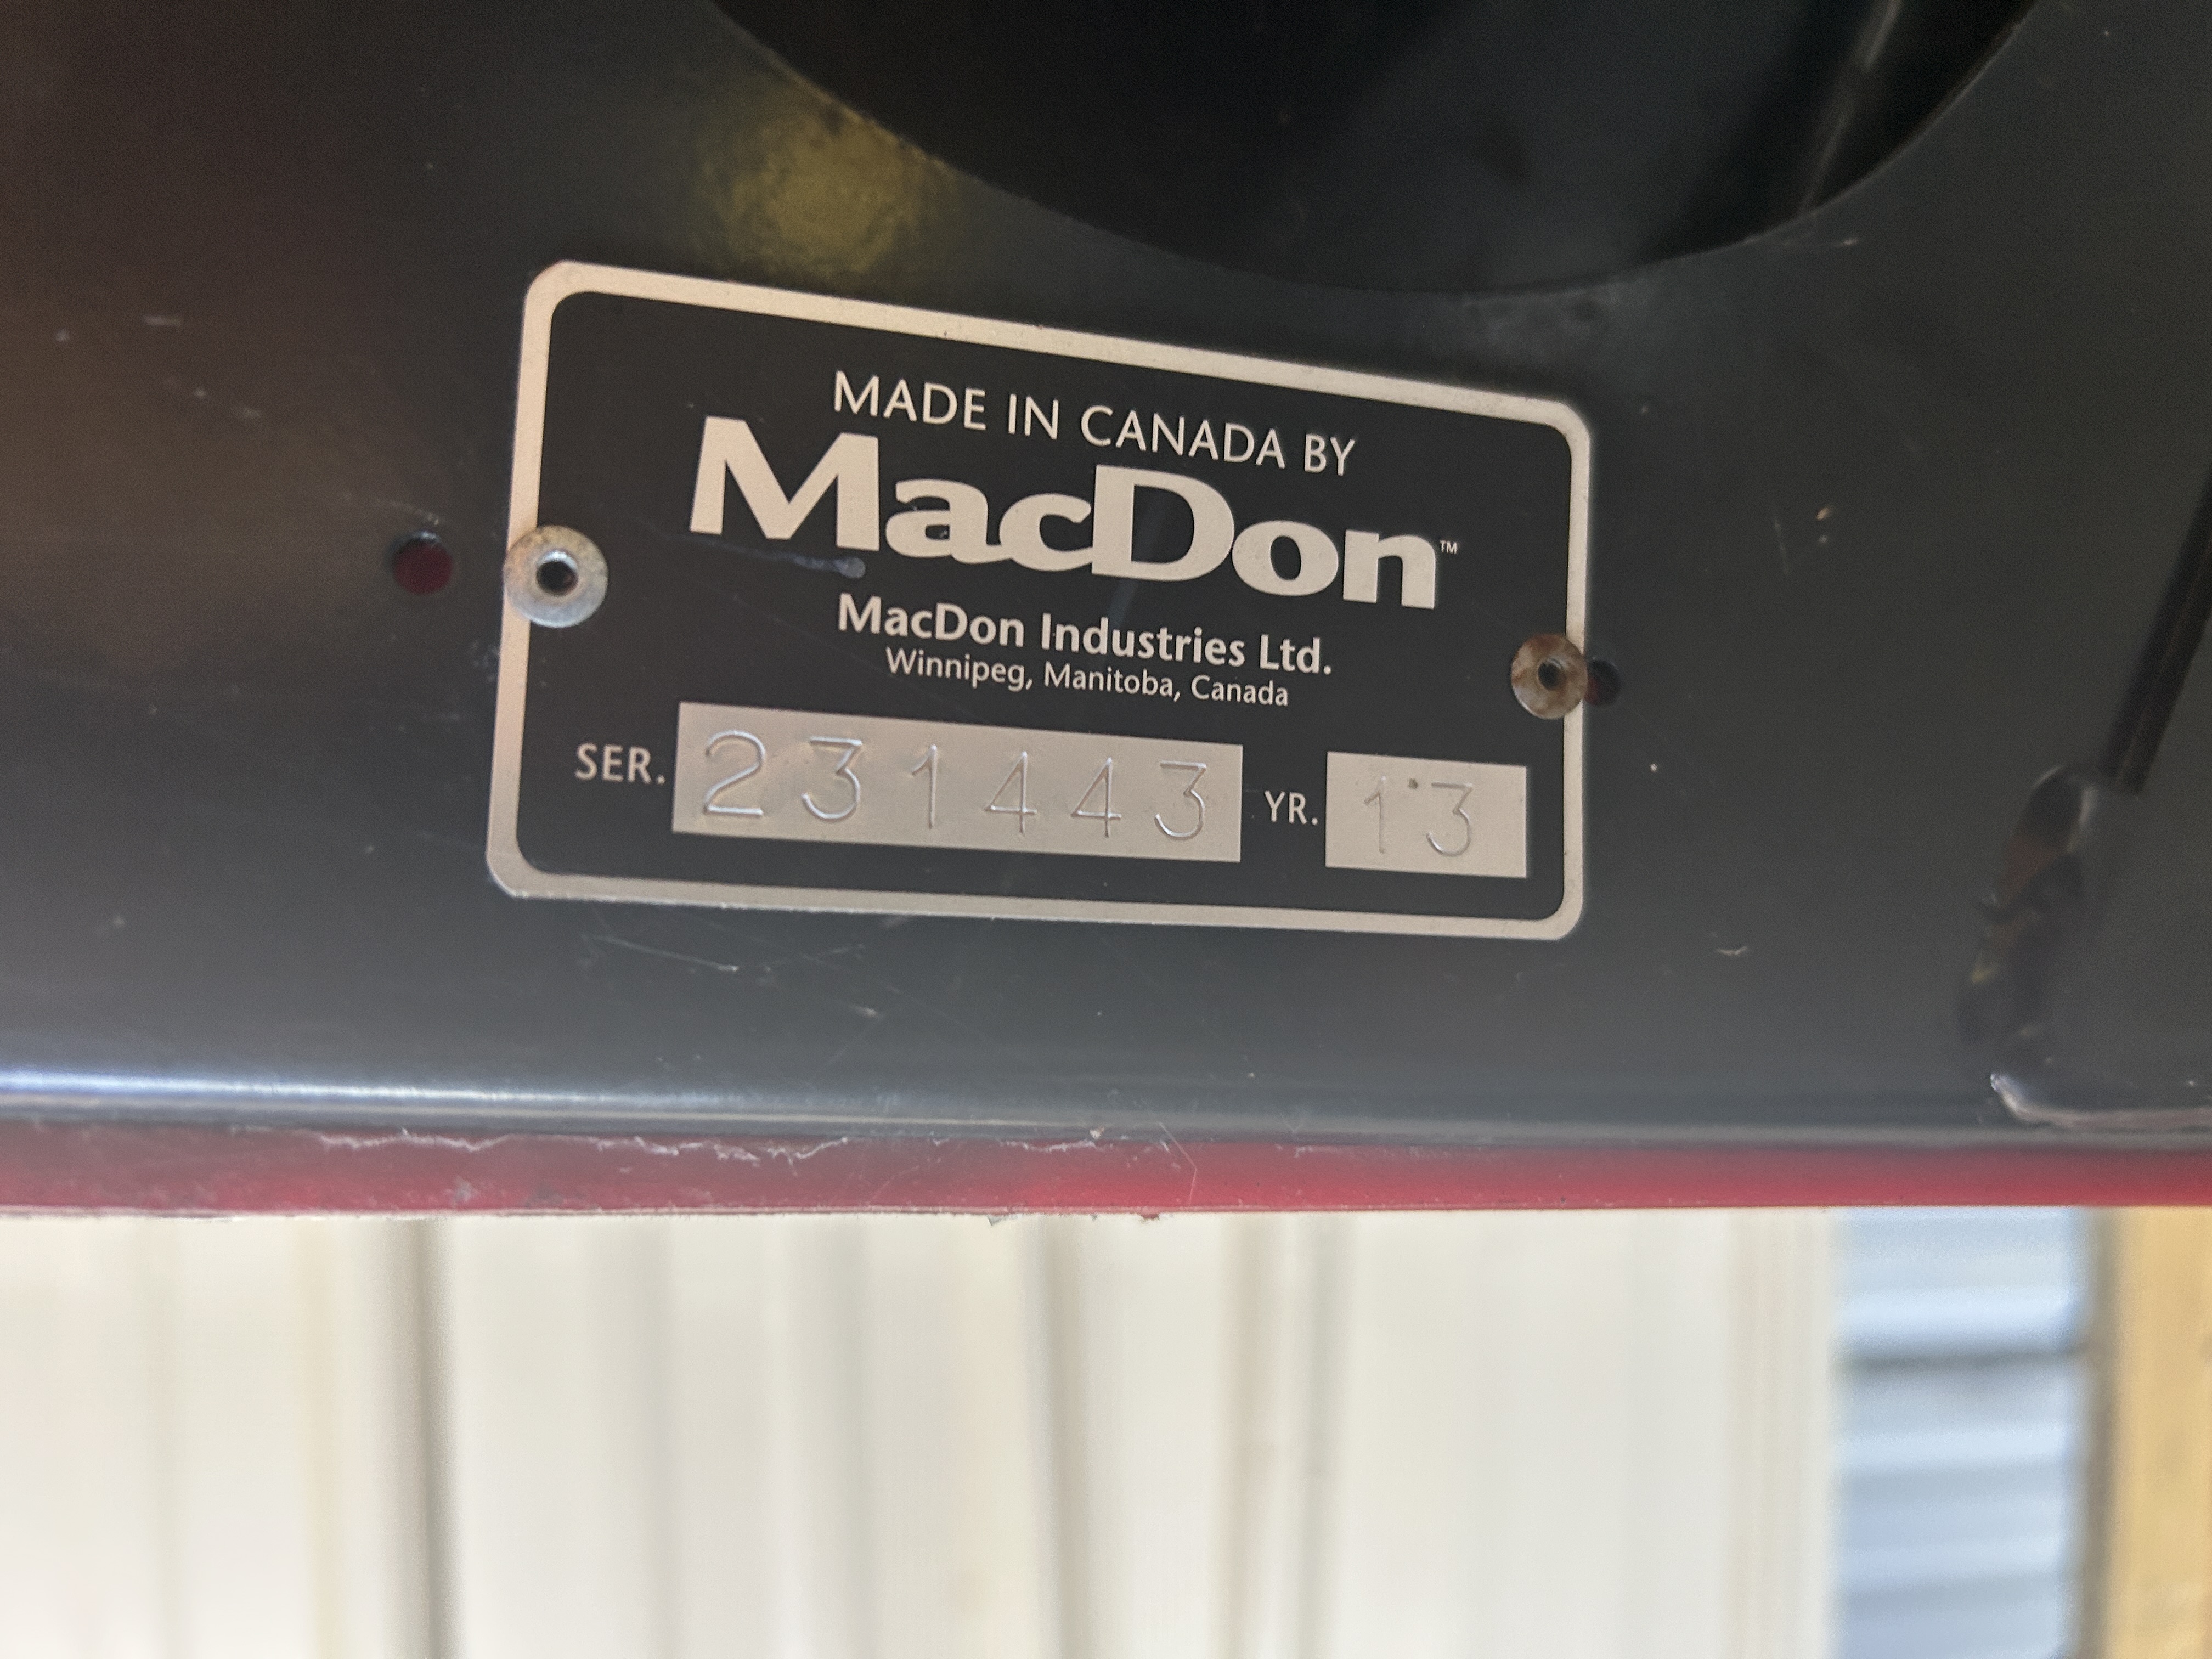 MADE IN CANADA BY
MacDon™
MacDon Industries Ltd.
Winnipeg, Manitoba, Canada
SER. 231443 YR. 13